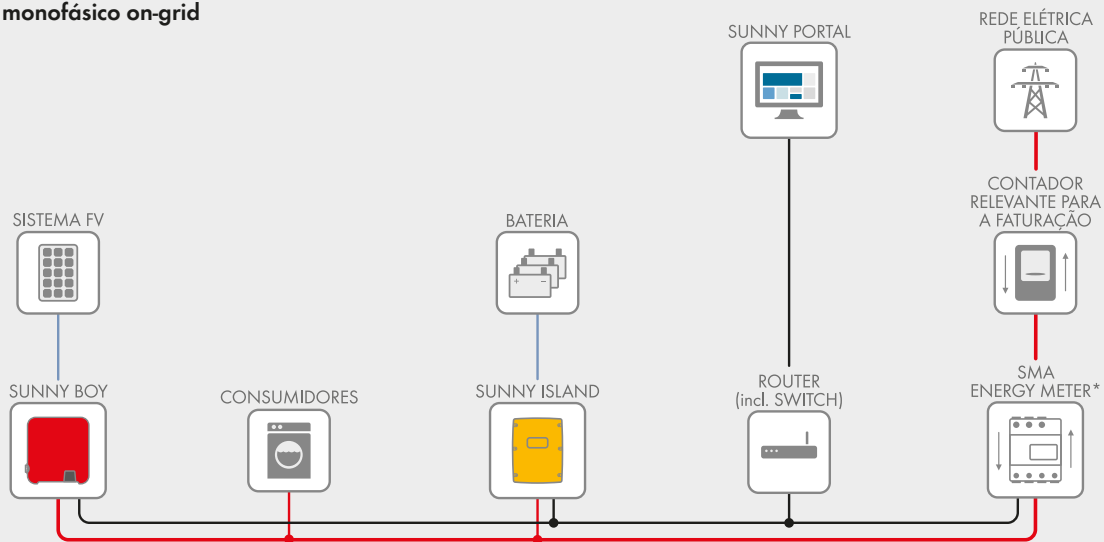 monofásico on-grid
SUNNY PORTAL
REDE ELÉTRICA
PÚBLICA
CONTADOR
RELEVANTE PARA
A FATURAÇÃO
SISTEMA FV
BATERIA
SUNNY BOY
CONSUMIDORES
SUNNY ISLAND
ROUTER
(incl. SWITCH)
SMA
ENERGY METER*